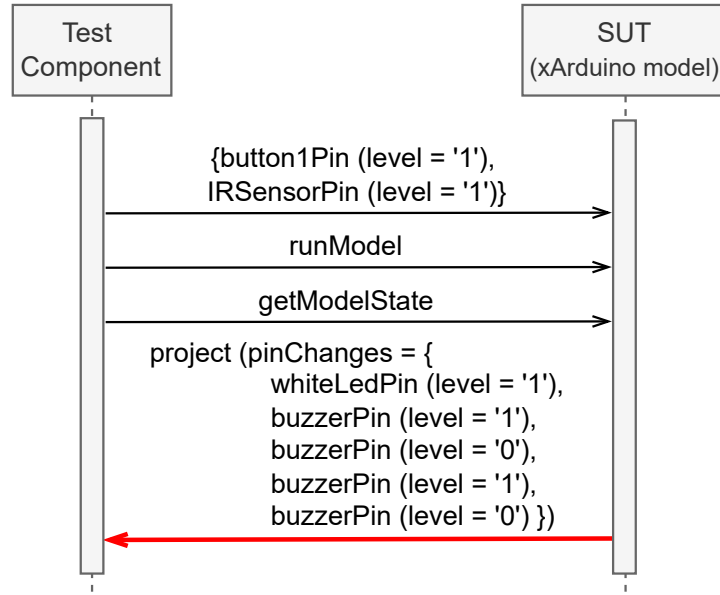 Test
Component
SUT
(xArduino model)
{button1Pin (level = '1'),
IRSensorPin (level = '1')}
runModel
getModelState
project (pinChanges = {
whiteLedPin (level = '1'),
buzzerPin (level = '1'),
buzzerPin (level = '0'),
buzzerPin (level = '1'),
buzzerPin (level = '0') })